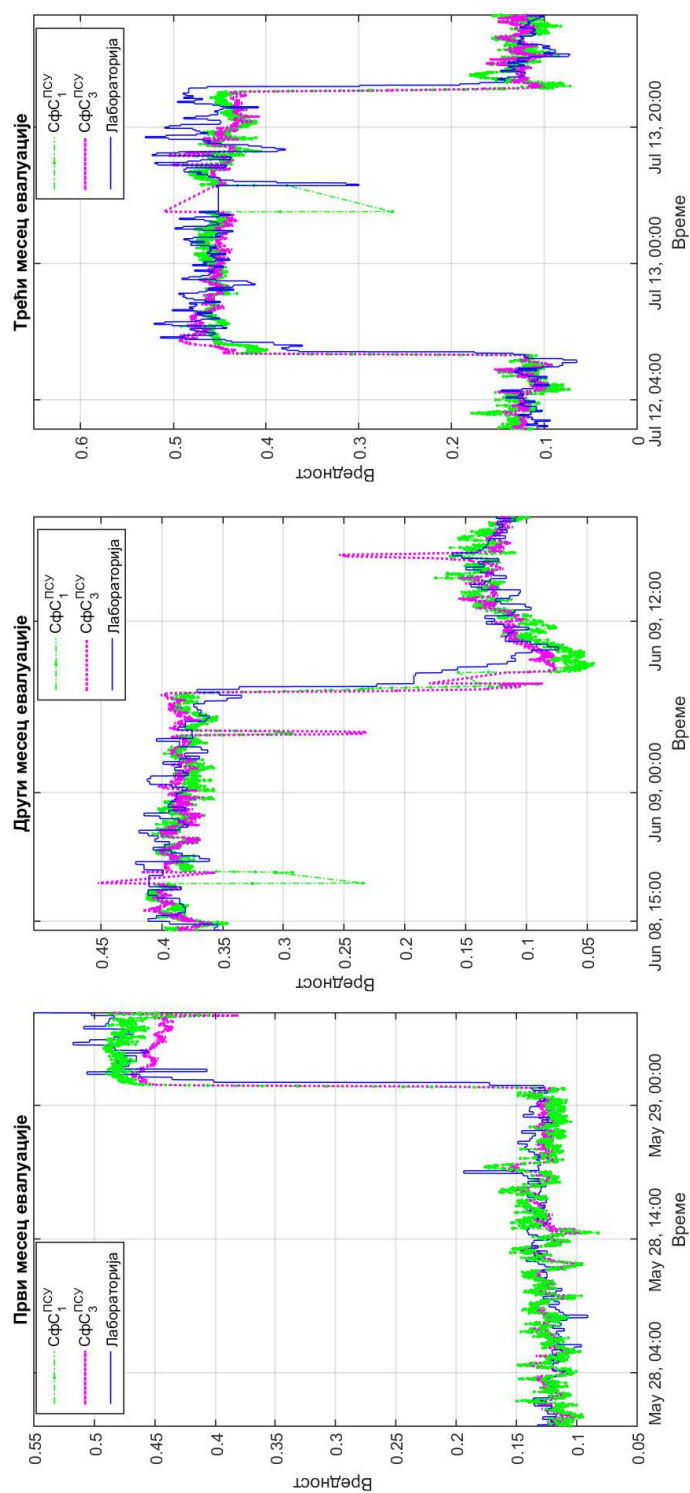 Први месец евалуације
СфС₁ᴾᶜʸ
СфС₃ᴾᶜʸ
Лабораторија
0.55
0.5
0.45
0.4
0.35
0.3
0.25
0.2
0.15
0.1
0.05
Вредност
May 28, 04:00
May 28, 14:00
May 29, 00:00
Време
Други месец евалуације
СфС₁ПСУ
СфС₃ПСУ
Лабораторија
0.45
0.4
0.35
0.3
0.25
0.2
0.15
0.1
0.05
Вредност
Jun 08, 15:00
Jun 09, 00:00
Jun 09, 12:00
Време
Трећи месец евалуације
СфС₁ПСУ
СфС₃ПСУ
Лабораторија
0.6
0.5
0.4
0.3
0.2
0.1
0
Вредност
Jul 12, 04:00
Jul 13, 00:00
Jul 13, 20:00
Време